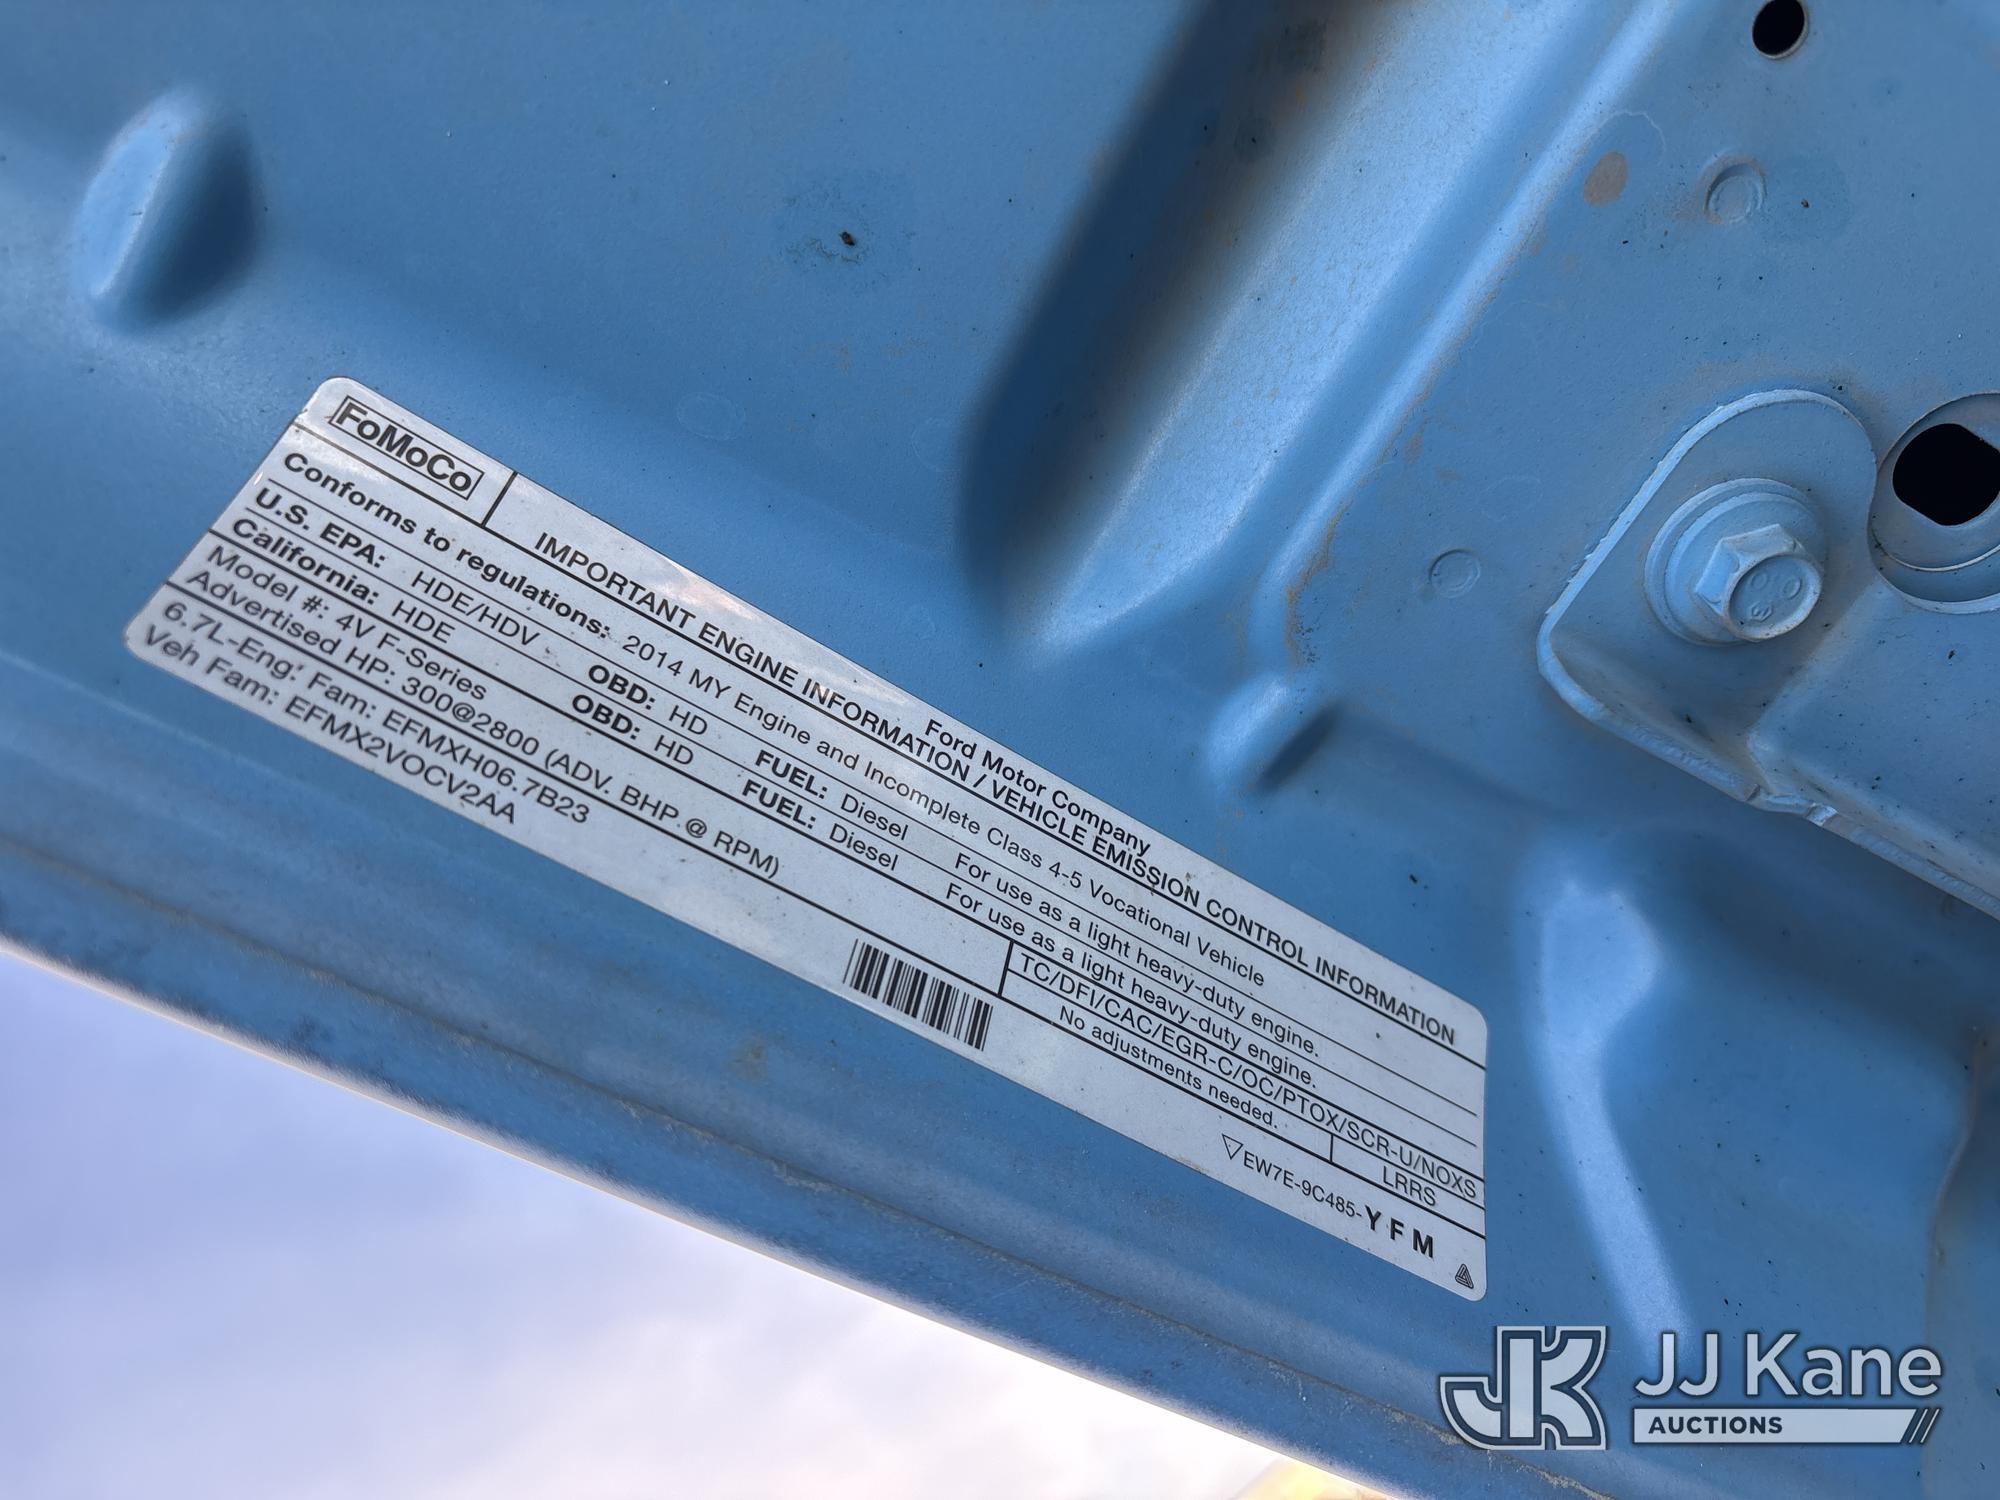 FoMoCo
Ford Motor Company
IMPORTANT ENGINE INFORMATION / VEHICLE EMISSION CONTROL INFORMATION
Conforms to regulations: 2014 MY Engine and Incomplete Class 4-5 Vocational Vehicle
U.S. EPA: HDE/HDV OBD: HD FUEL: Diesel For use as a light heavy-duty engine.
California: HDE OBD: HD FUEL: Diesel For use as a light heavy-duty engine.
Model #: 4V F-Series
Advertised HP: 300@2800 (ADV. BHP @ RPM)
TC/DFI/CAC/EGR-C/OC/PTOX/SCR-U/NOXS
No adjustments needed. LRRS
6.7L-Eng: Fam: EFMXH06.7B23
Veh Fam: EFMX2VOCV2AA
EW7E-9C485-YFM
JK JJ Kane
AUCTIONS